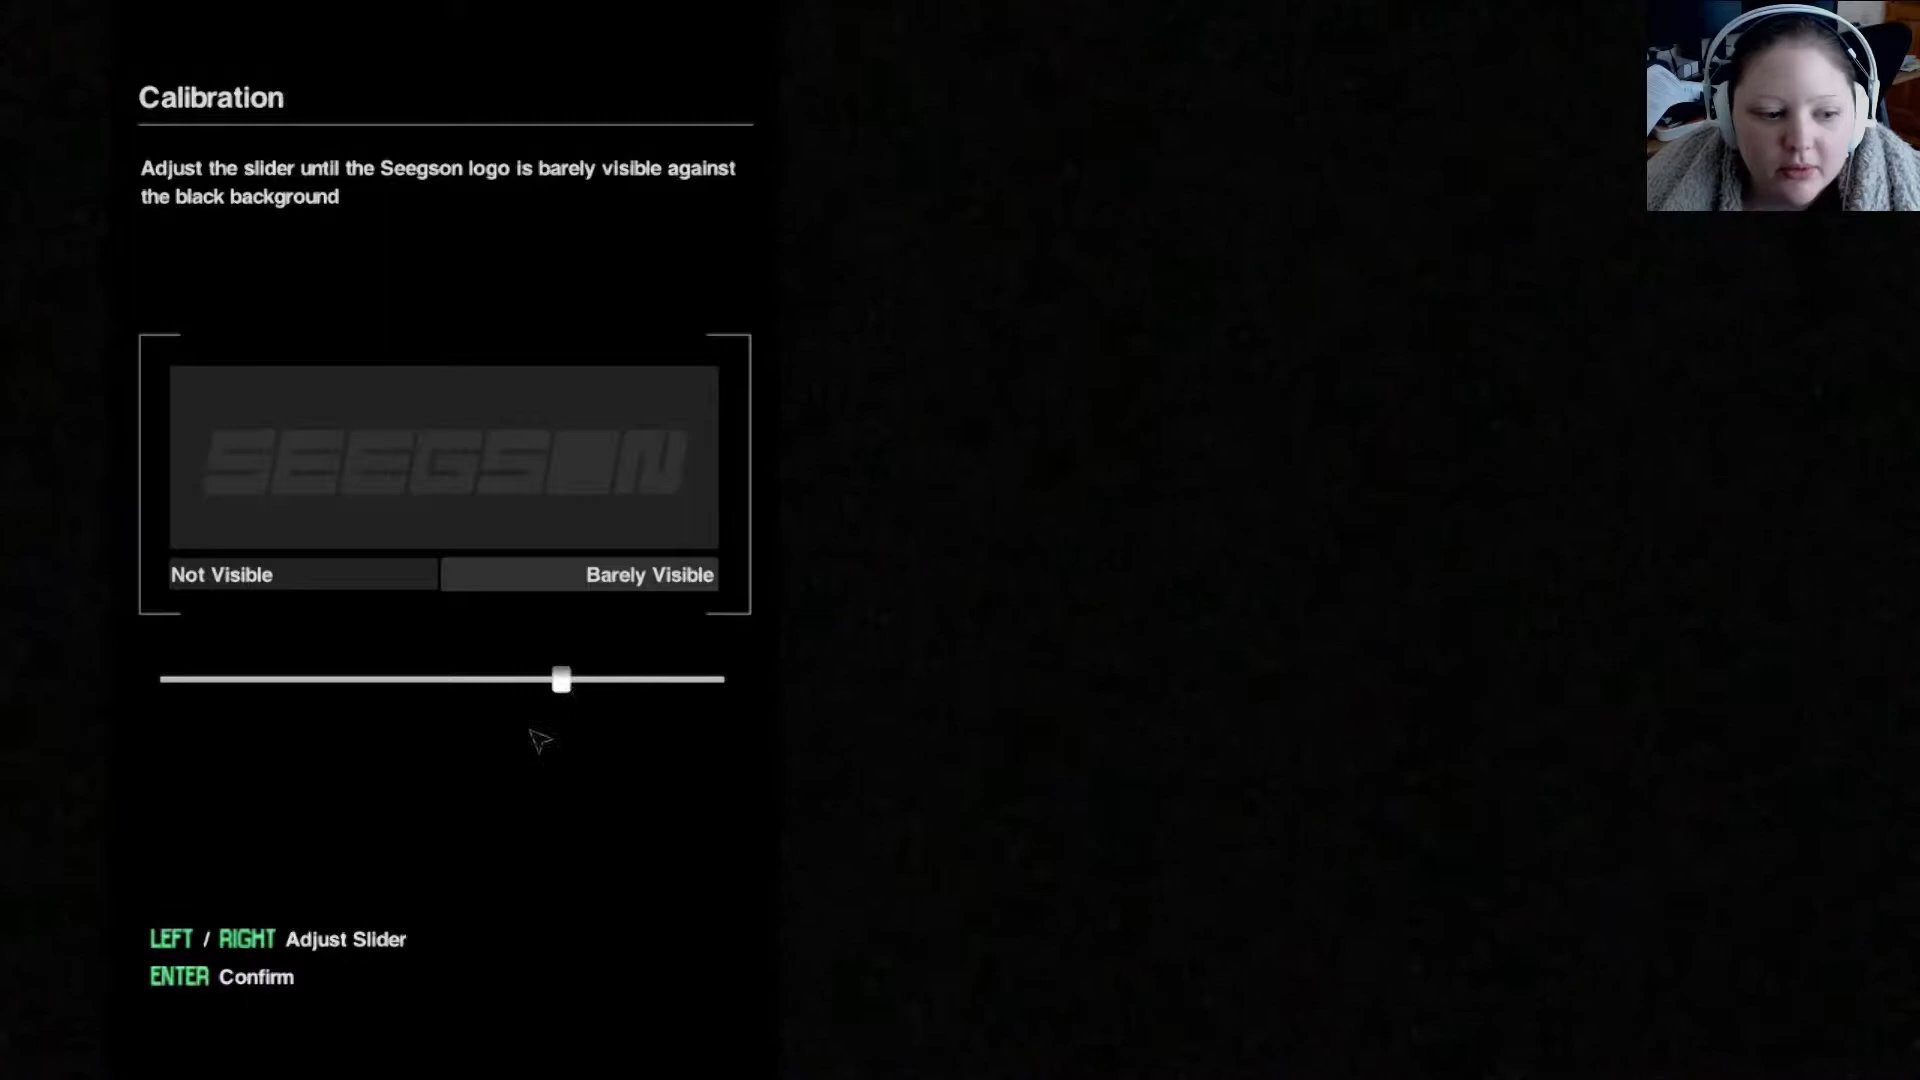 Calibration
Adjust the slider until the Seegson logo is barely visible against
the black background
SEEGSON
Not Visible
Barely Visible
LEFT / RIGHT Adjust Slider
ENTER Confirm